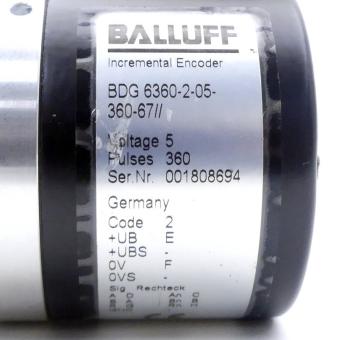 BALLUFF
Incremental Encoder
BDG 6360-2-05-
360-67//
Voltage 5
Pulses 360
Ser.Nr. 001808694
Germany
Code 2
+UB E
+UBS -
0V F
0VS -
Sig Rechteck